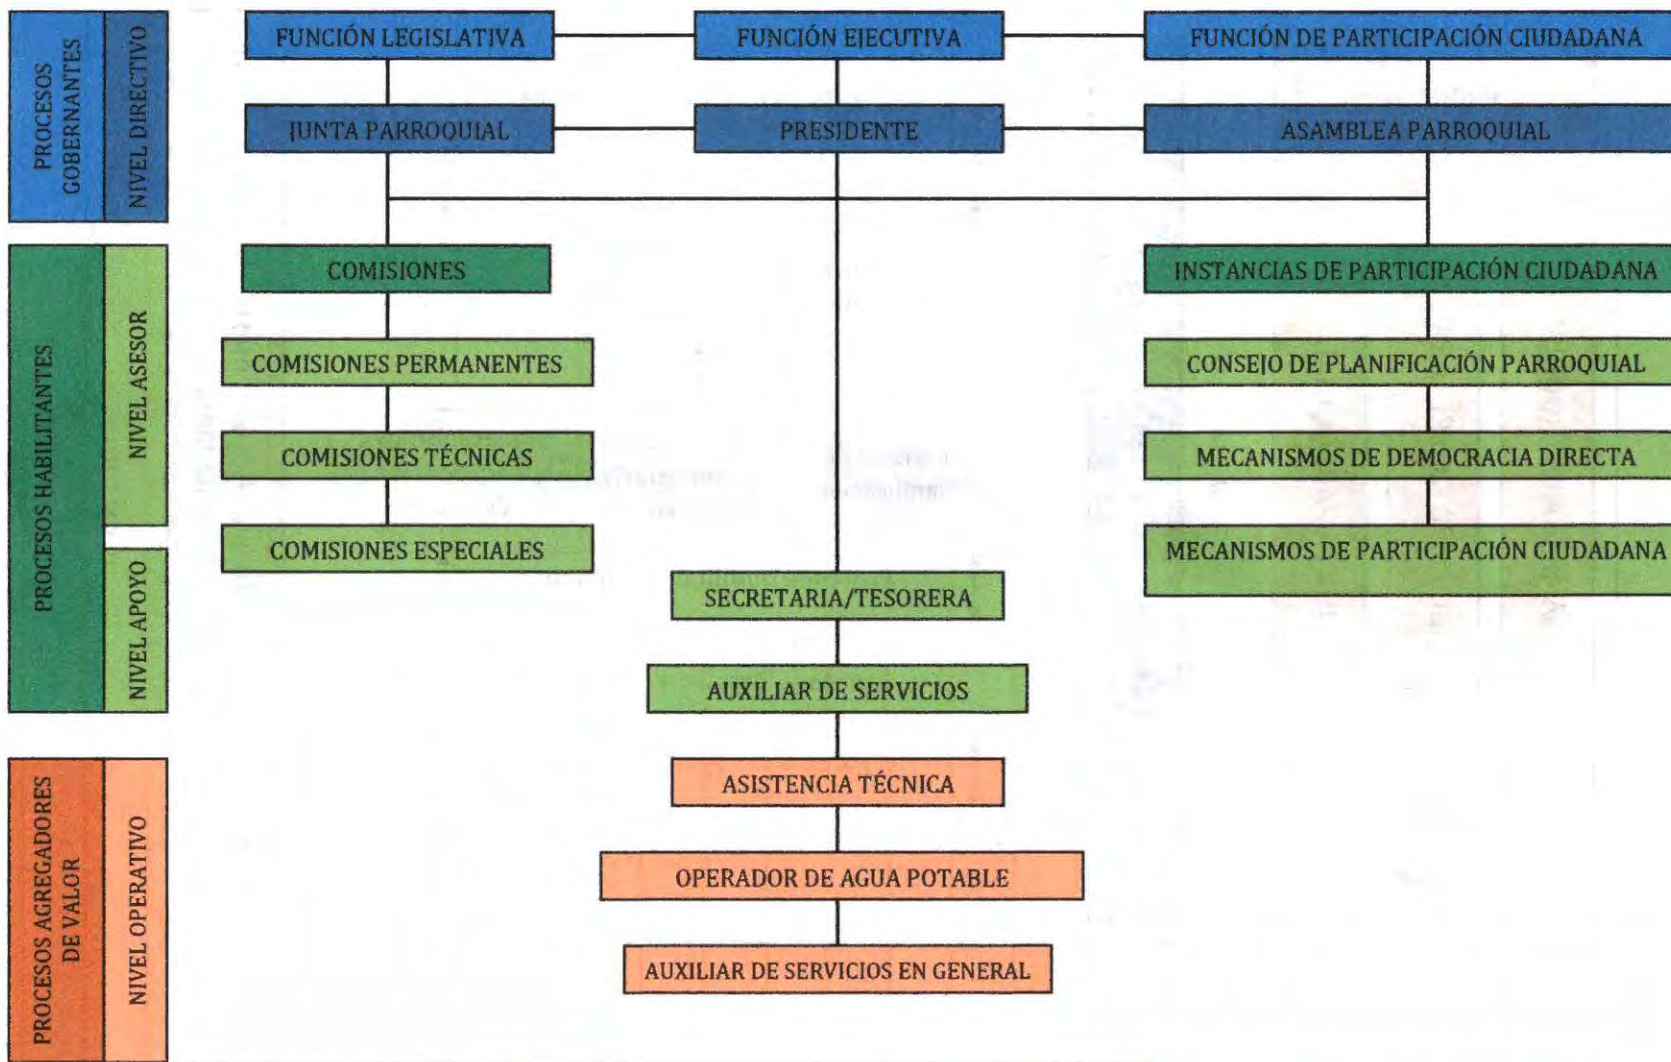 PROCESOS
GOBERNANTES
NIVEL DIRECTIVO
FUNCIÓN LEGISLATIVA
FUNCIÓN EJECUTIVA
FUNCIÓN DE PARTICIPACIÓN CIUDADANA
JUNTA PARROQUIAL
PRESIDENTE
ASAMBLEA PARROQUIAL
PROCESOS HABILITANTES
NIVEL ASESOR
COMISIONES
INSTANCIAS DE PARTICIPACIÓN CIUDADANA
COMISIONES PERMANENTES
CONSEJO DE PLANIFICACIÓN PARROQUIAL
COMISIONES TÉCNICAS
MECANISMOS DE DEMOCRACIA DIRECTA
COMISIONES ESPECIALES
MECANISMOS DE PARTICIPACIÓN CIUDADANA
NIVEL APOYO
SECRETARIA/TESORERA
AUXILIAR DE SERVICIOS
PROCESOS AGREGADORES
DE VALOR
NIVEL OPERATIVO
ASISTENCIA TÉCNICA
OPERADOR DE AGUA POTABLE
AUXILIAR DE SERVICIOS EN GENERAL